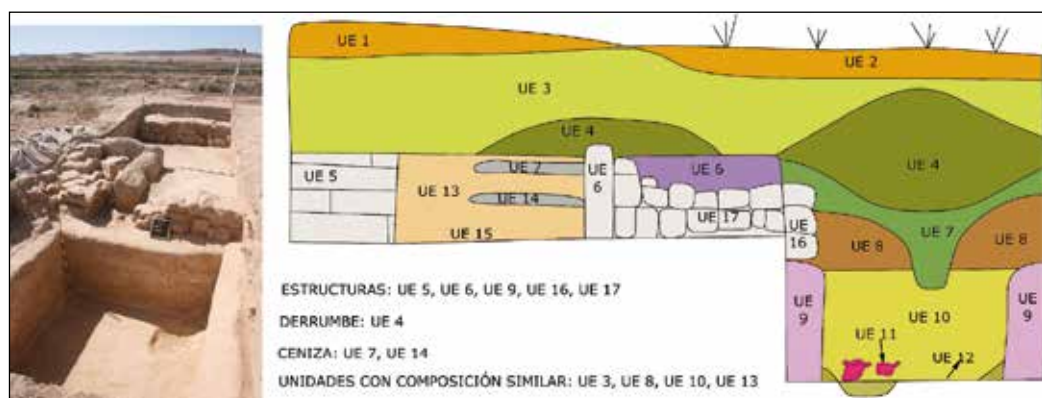 UE 1
UE 2
UE 3
UE 4
UE 4
UE 5
UE 13
UE 7
UE 14
UE 15
UE 6
UE 6
UE 17
UE 16
UE 8
UE 7
UE 8
UE 9
UE 10
UE 9
UE 11
UE 12
ESTRUCTURAS: UE 5, UE 6, UE 9, UE 16, UE 17
DERRUMBE: UE 4
CENIZA: UE 7, UE 14
UNIDADES CON COMPOSICIÓN SIMILAR: UE 3, UE 8, UE 10, UE 13